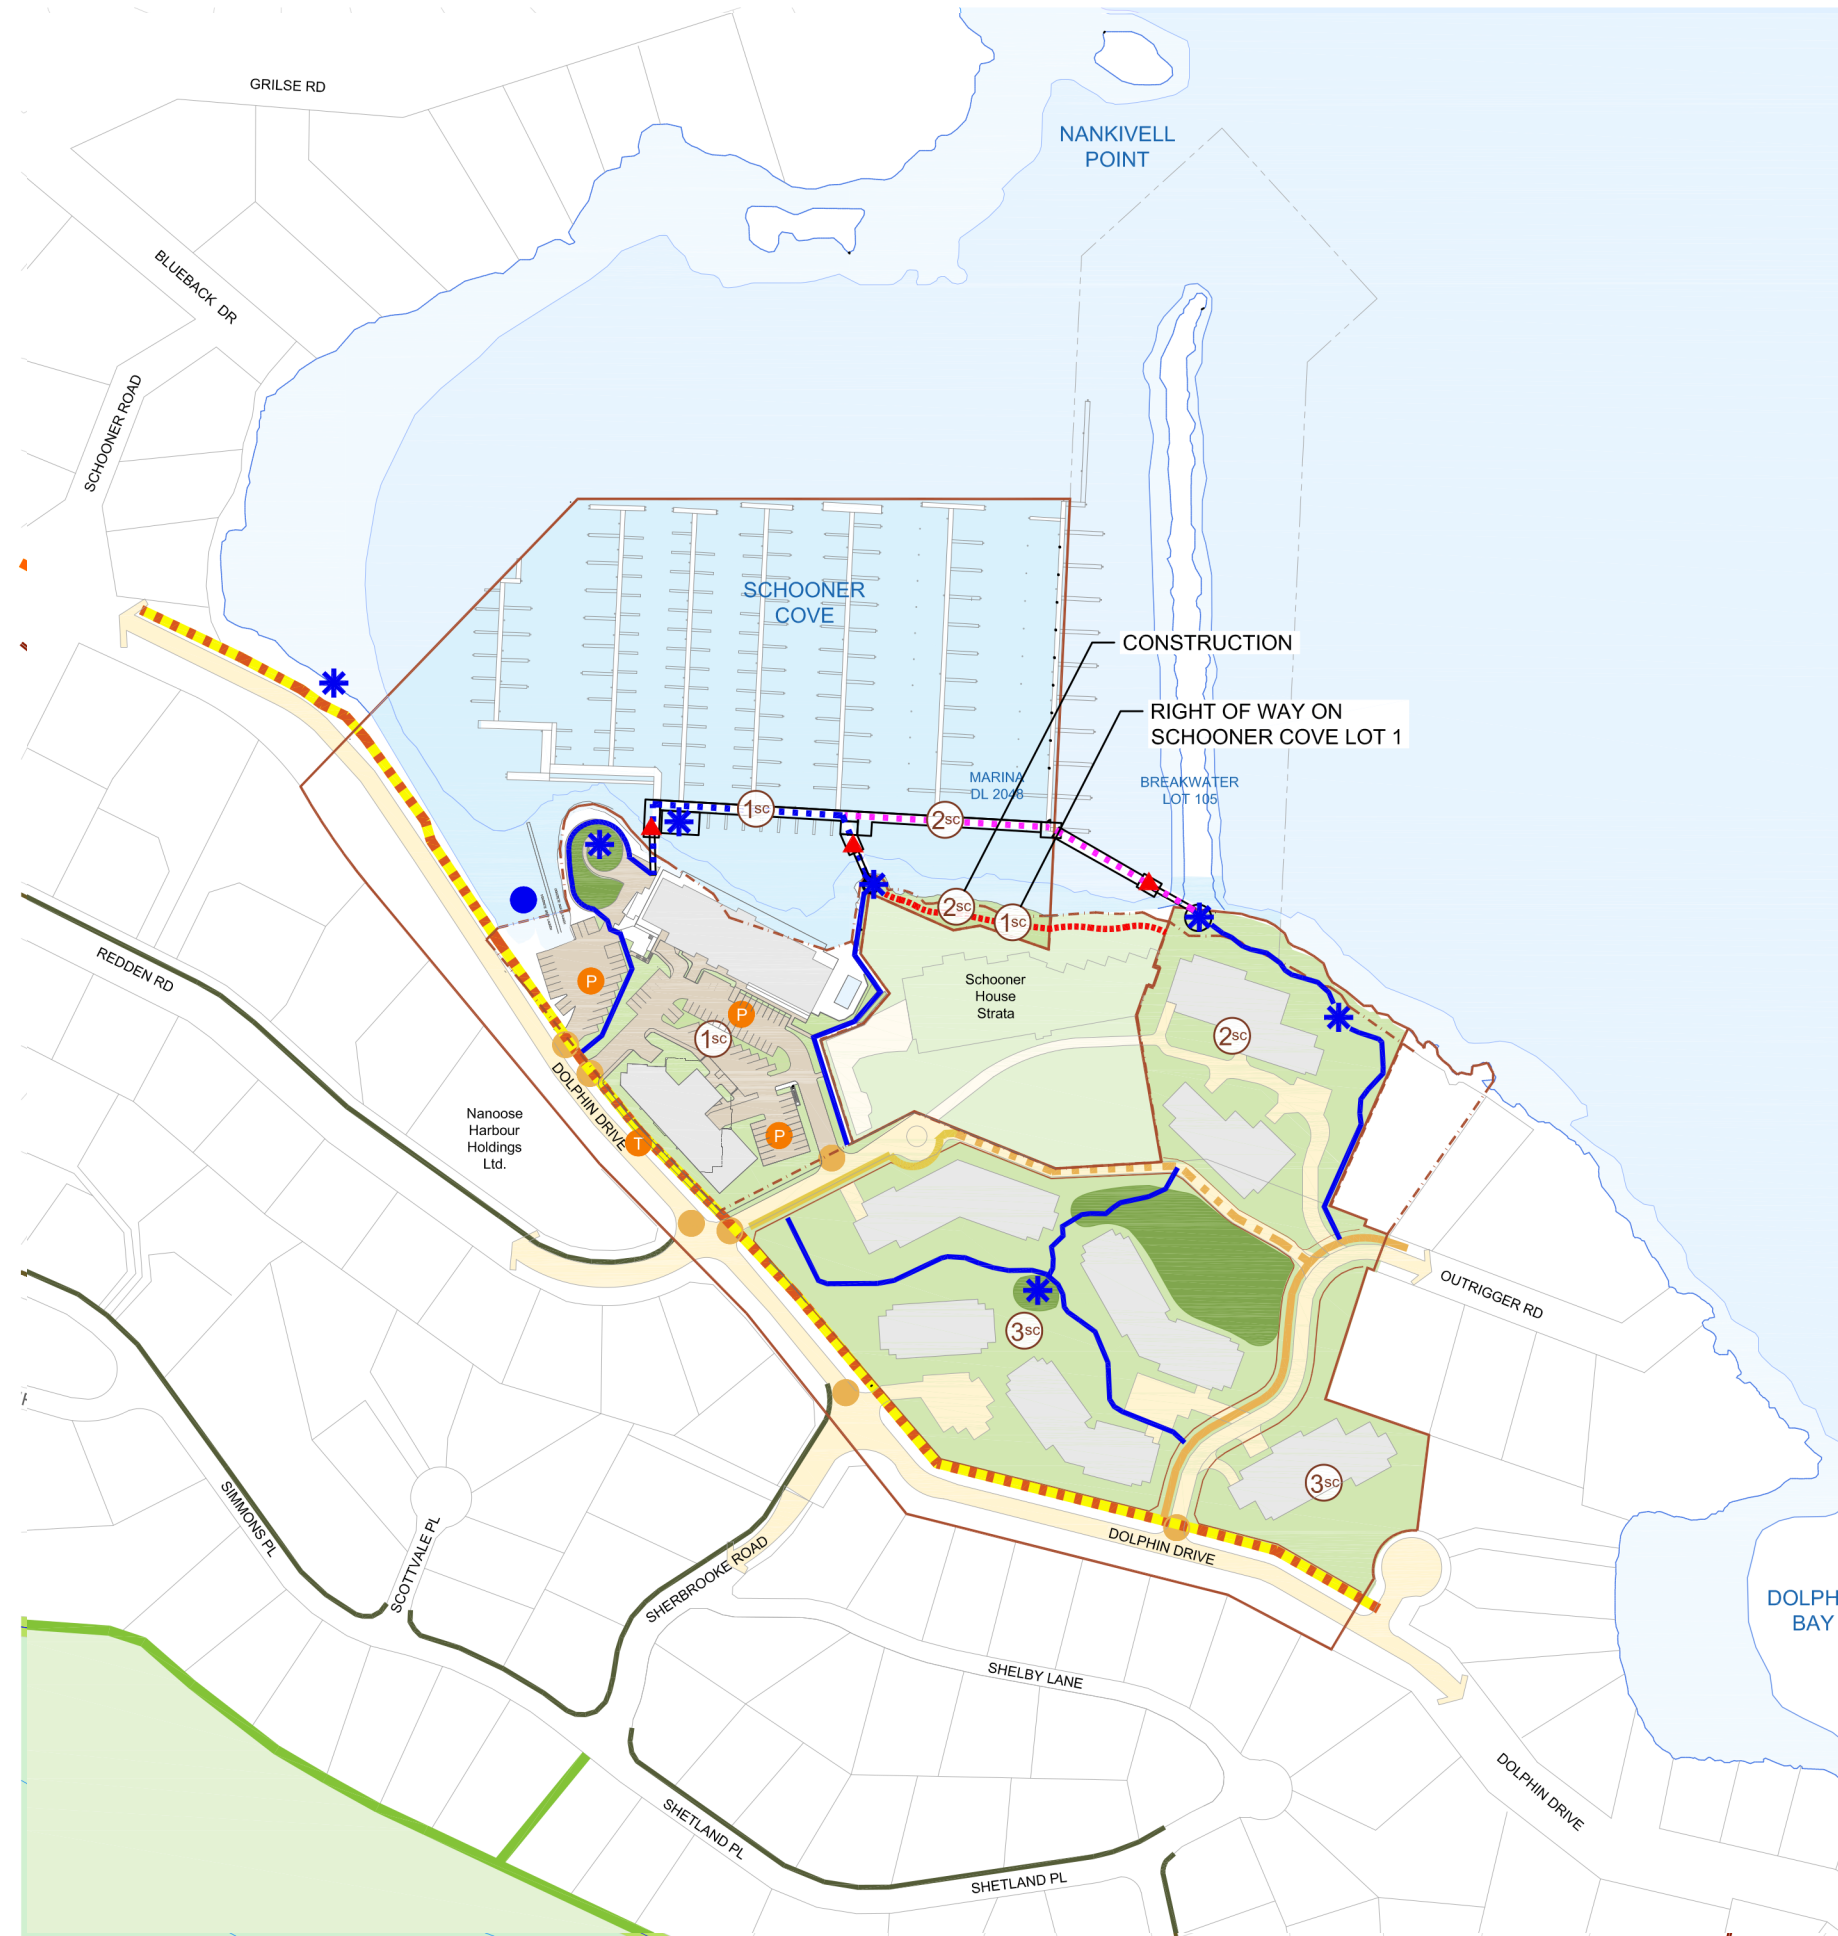 GRILSE RD
NANKIVELL
POINT
BLUEBACK DR
SCHOONER ROAD
SCHOONER
COVE
CONSTRUCTION
RIGHT OF WAY ON
SCHOONER COVE LOT 1
MARINA
DL 2048
BREAKWATER
LOT 105
1SC
2SC
2SC
1SC
REDDEN RD
P
Schooner
House
Strata
P
1SC
2SC
DOLPHIN DRIVE
Nanoose
Harbour
Holdings
Ltd.
T
P
OUTRIGGER RD
3SC
3SC
SIMMONS PL
SCOTTVALE PL
SHERBROOKE ROAD
DOLPHIN DRIVE
DOLPH
BAY
SHELBY LANE
DOLPHIN DRIVE
SHETLAND PL
SHETLAND PL